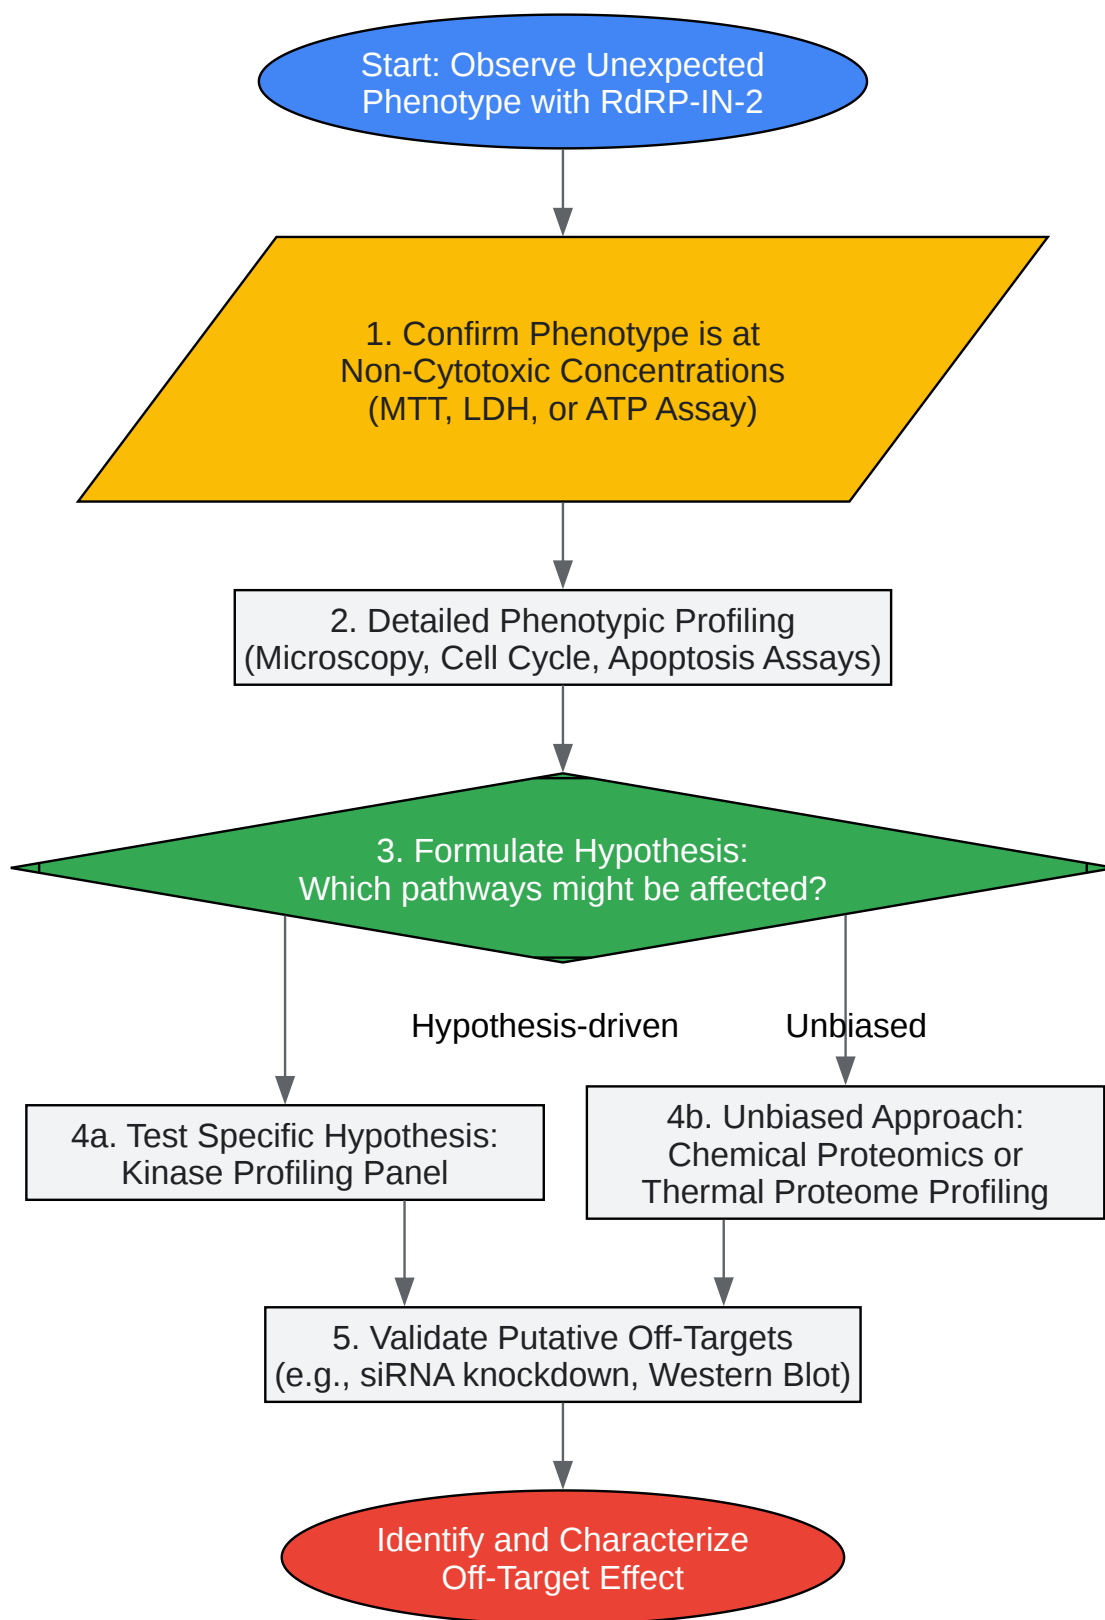 Start: Observe Unexpected
Phenotype with RdRP-IN-2
1. Confirm Phenotype is at
Non-Cytotoxic Concentrations
(MTT, LDH, or ATP Assay)
2. Detailed Phenotypic Profiling
(Microscopy, Cell Cycle, Apoptosis Assays)
3. Formulate Hypothesis:
Which pathways might be affected?
Hypothesis-driven
Unbiased
4a. Test Specific Hypothesis:
Kinase Profiling Panel
4b. Unbiased Approach:
Chemical Proteomics or
Thermal Proteome Profiling
5. Validate Putative Off-Targets
(e.g., siRNA knockdown, Western Blot)
Identify and Characterize
Off-Target Effect